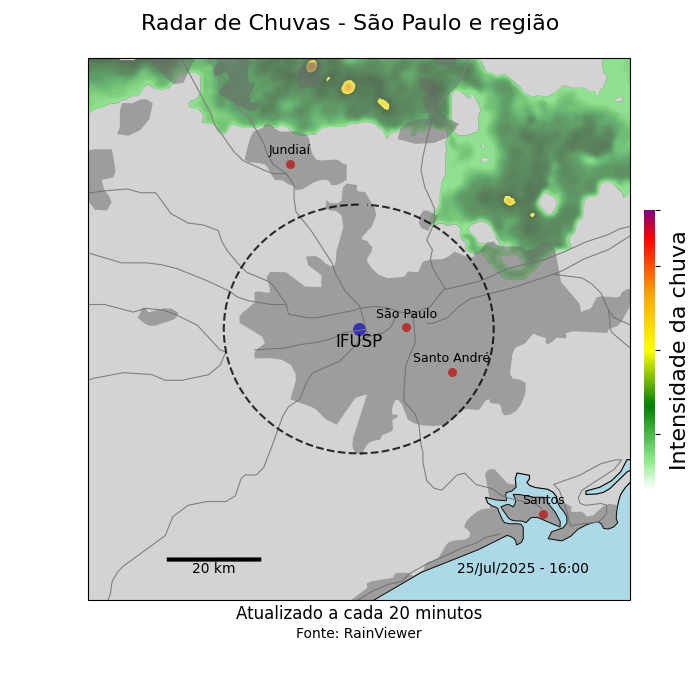 Radar de Chuvas - São Paulo e região
Jundiaí
São Paulo
IFUSP
Santo André
Santos
20 km
25/Jul/2025 - 16:00
Intensidade da chuva
Atualizado a cada 20 minutos
Fonte: RainViewer